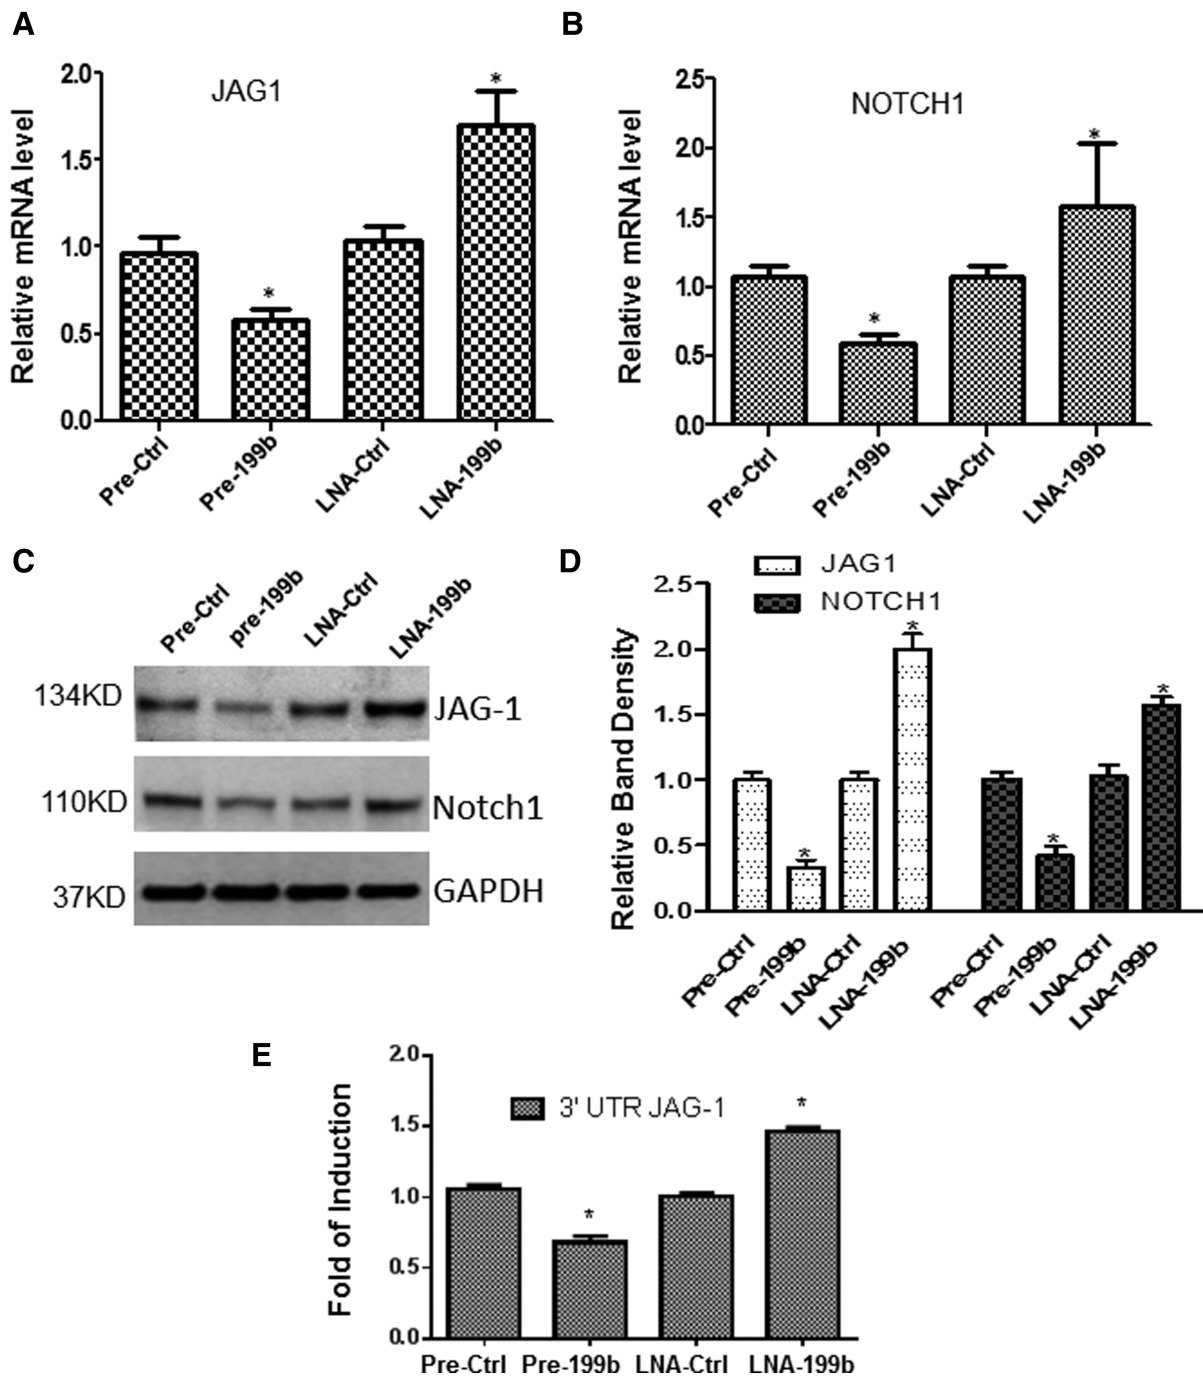 A
JAG1
Relative mRNA level
2.0
1.5
1.0
0.5
0.0
*
*
Pre-Ctrl
Pre-199b
LNA-Ctrl
LNA-199b
B
NOTCH1
Relative mRNA level
2.5
2.0
1.5
1.0
0.5
0.0
*
*
Pre-Ctrl
Pre-199b
LNA-Ctrl
LNA-199b
C
Pre-Ctrl
pre-199b
LNA-Ctrl
LNA-199b
134KD
JAG-1
110KD
Notch1
37KD
GAPDH
D
JAG1
NOTCH1
Relative Band Density
2.5
2.0
1.5
1.0
0.5
0.0
*
*
*
*
Pre-Ctrl
Pre-199b
LNA-Ctrl
LNA-199b
Pre-Ctrl
Pre-199b
LNA-Ctrl
LNA-199b
E
3' UTR JAG-1
Fold of Induction
2.0
1.5
1.0
0.5
0.0
*
*
Pre-Ctrl
Pre-199b
LNA-Ctrl
LNA-199b